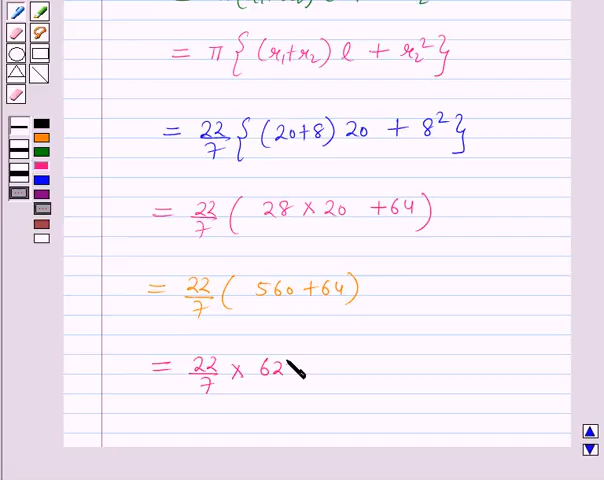 = π{(r₁+r₂) l + r₂²}
= 22/7 {(20+8) 20 + 8²}
= 22/7 ( 28 × 20 + 64)
= 22/7 ( 560 + 64)
= 22/7 × 62